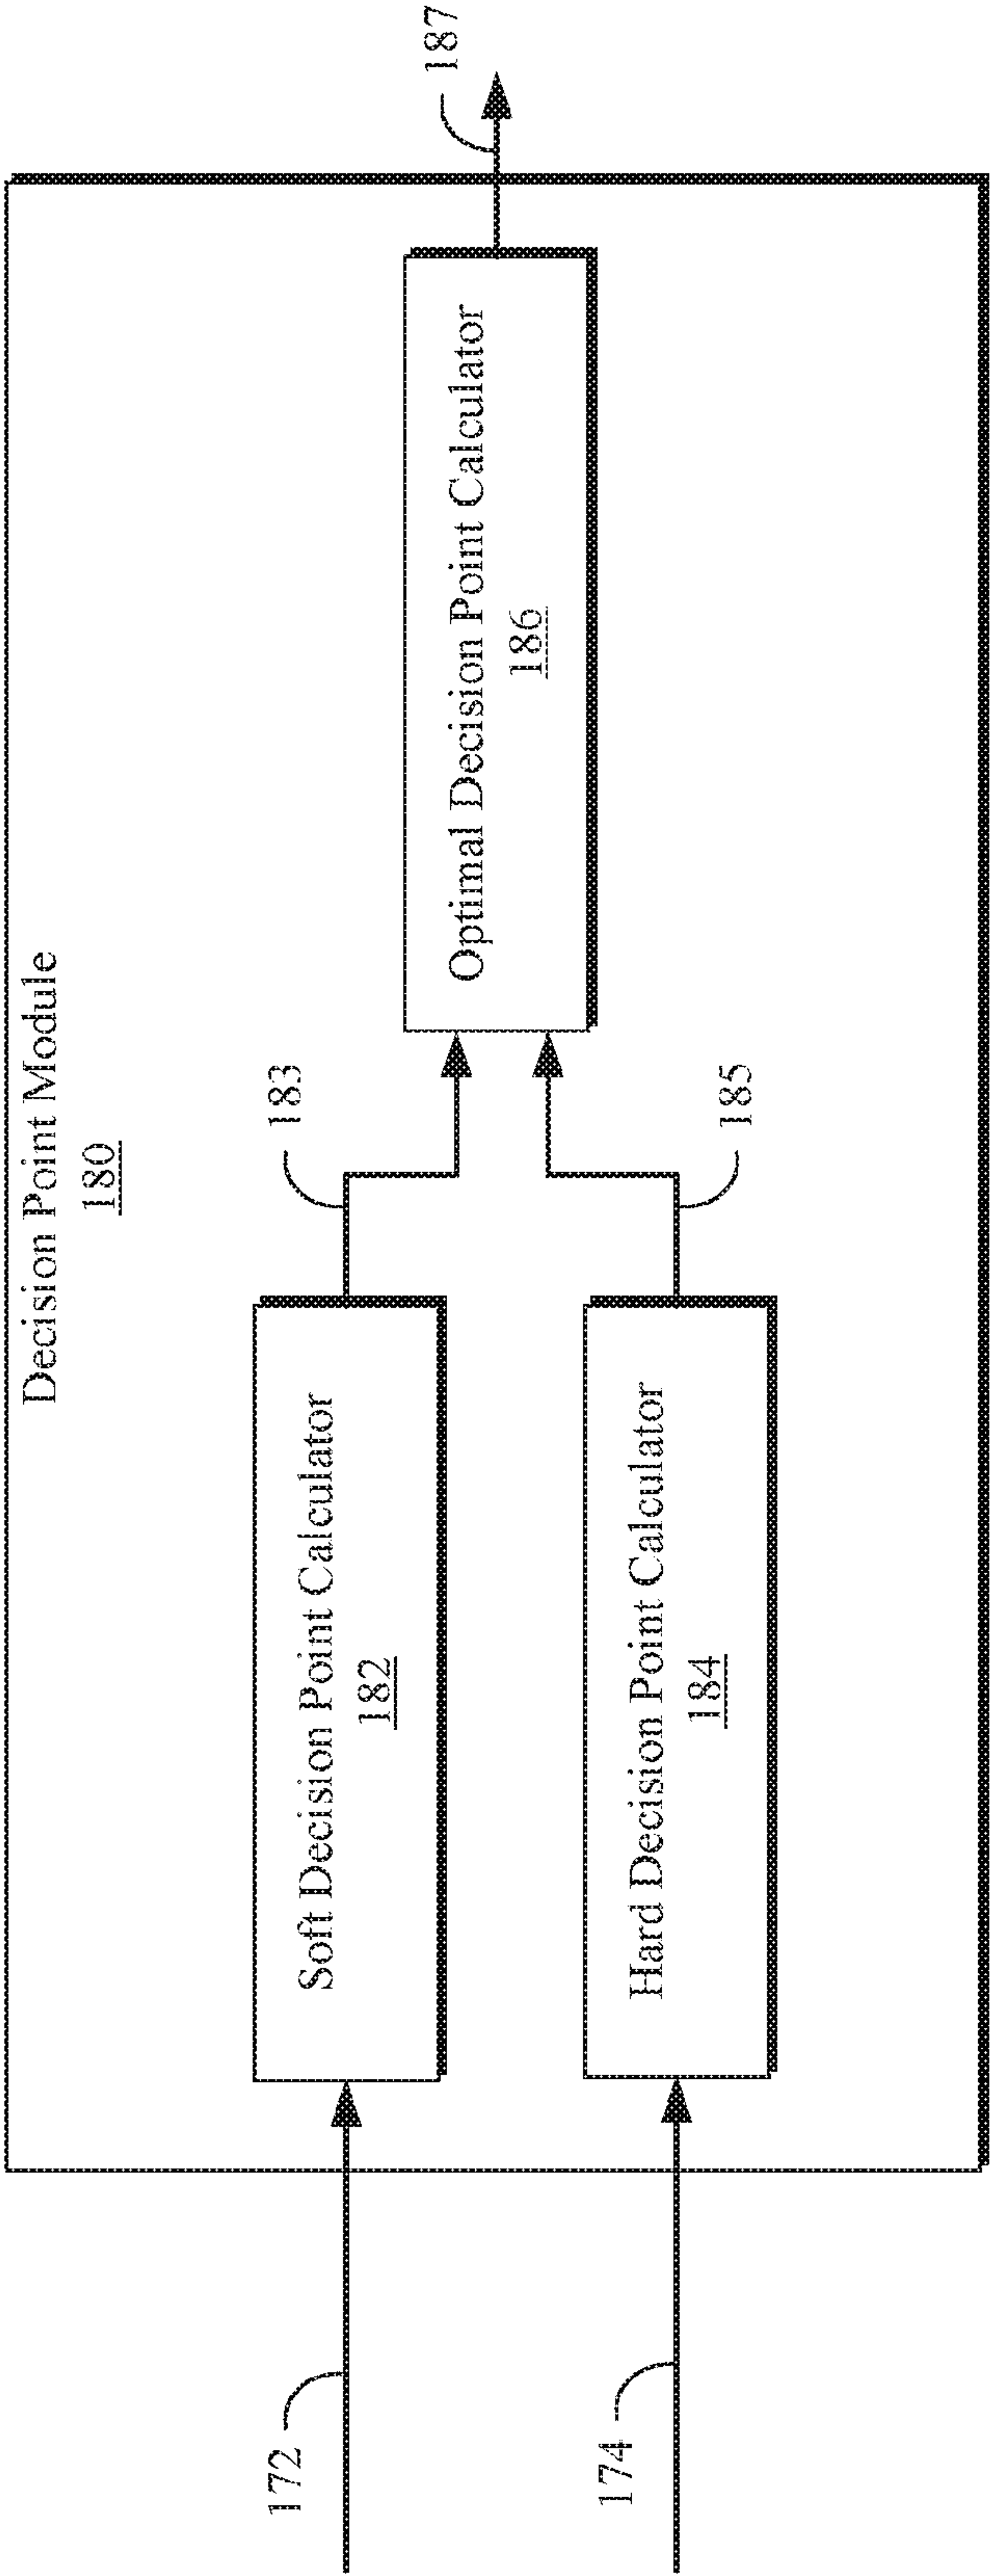 Decision Point Module
180
172
Soft Decision Point Calculator
182
183
174
Hard Decision Point Calculator
184
185
Optimal Decision Point Calculator
186
187